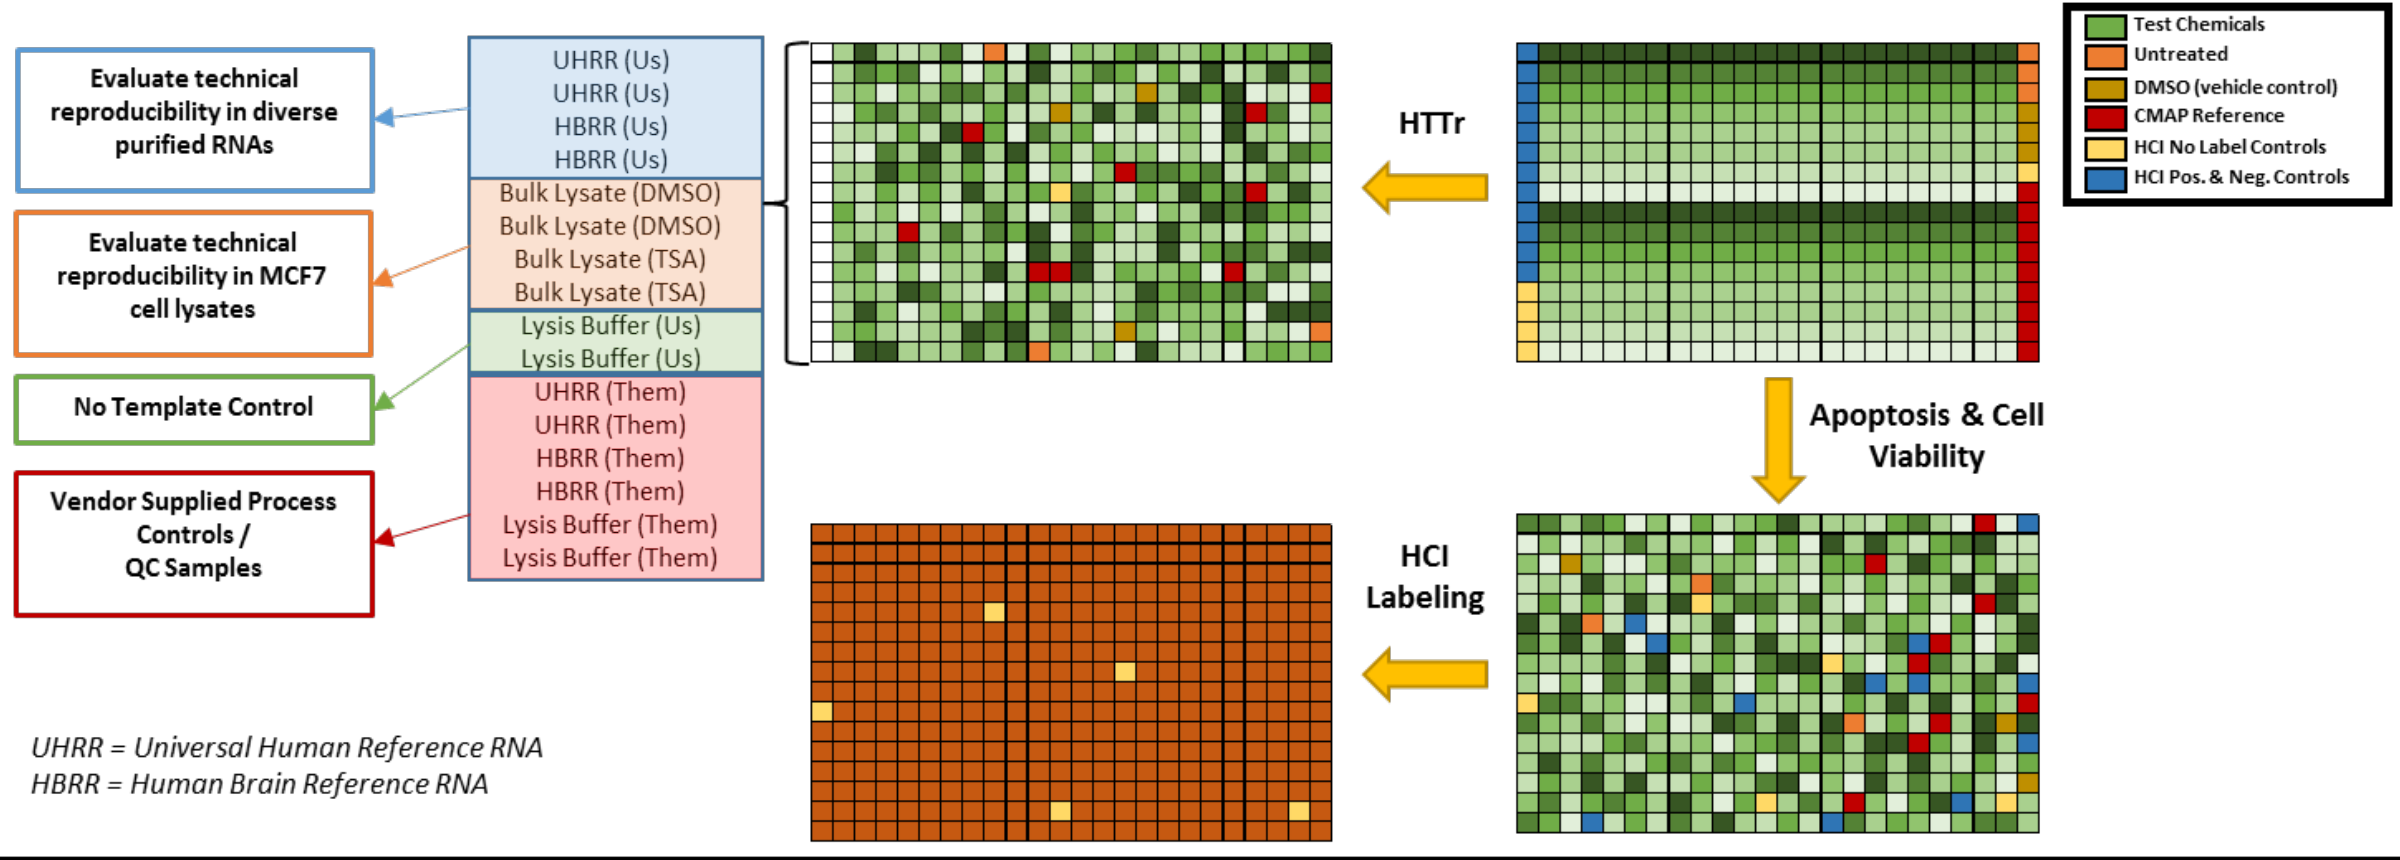 Evaluate technical
reproducibility in diverse
purified RNAs
Evaluate technical
reproducibility in MCF7
cell lysates
No Template Control
Vendor Supplied Process
Controls /
QC Samples
UHRR (Us)
UHRR (Us)
HBRR (Us)
HBRR (Us)
Bulk Lysate (DMSO)
Bulk Lysate (DMSO)
Bulk Lysate (TSA)
Bulk Lysate (TSA)
Lysis Buffer (Us)
Lysis Buffer (Us)
UHRR (Them)
UHRR (Them)
HBRR (Them)
HBRR (Them)
Lysis Buffer (Them)
Lysis Buffer (Them)
HTTr
Test Chemicals
Untreated
DMSO (vehicle control)
CMAP Reference
HCI No Label Controls
HCI Pos. & Neg. Controls
Apoptosis & Cell
Viability
HCI
Labeling
UHRR = Universal Human Reference RNA
HBRR = Human Brain Reference RNA